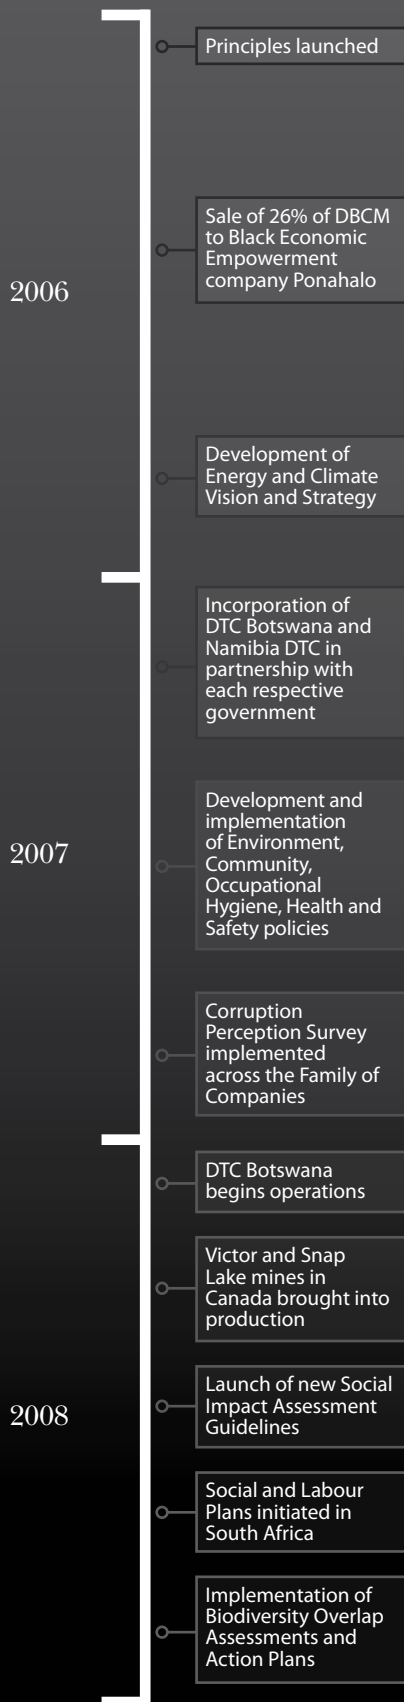 Principles launched
Sale of 26% of DBCM
to Black Economic
Empowerment
company Ponahalo
2006
Development of
Energy and Climate
Vision and Strategy
Incorporation of
DTC Botswana and
Namibia DTC in
partnership with
each respective
government
2007
Development and
implementation
of Environment,
Community,
Occupational
Hygiene, Health and
Safety policies
Corruption
Perception Survey
implemented
across the Family of
Companies
DTC Botswana
begins operations
Victor and Snap
Lake mines in
Canada brought into
production
2008
Launch of new Social
Impact Assessment
Guidelines
Social and Labour
Plans initiated in
South Africa
Implementation of
Biodiversity Overlap
Assessments and
Action Plans